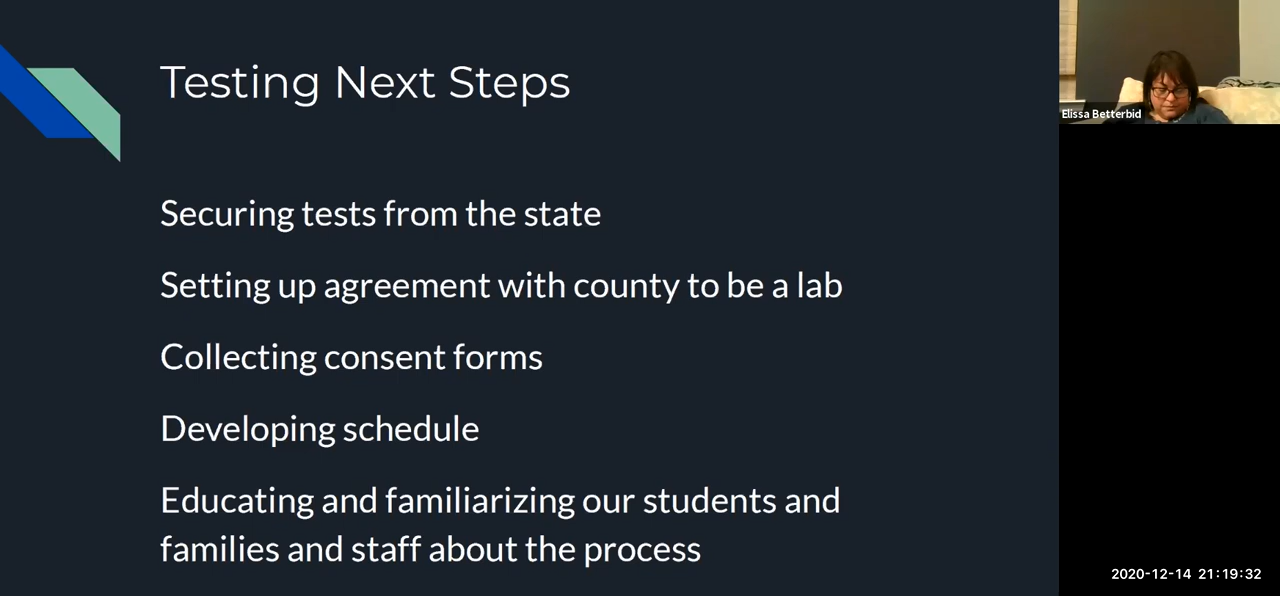 Testing Next Steps
Securing tests from the state
Setting up agreement with county to be a lab
Collecting consent forms
Developing schedule
Educating and familiarizing our students and
families and staff about the process
Elissa Betterbid
2020-12-14 21:19:32